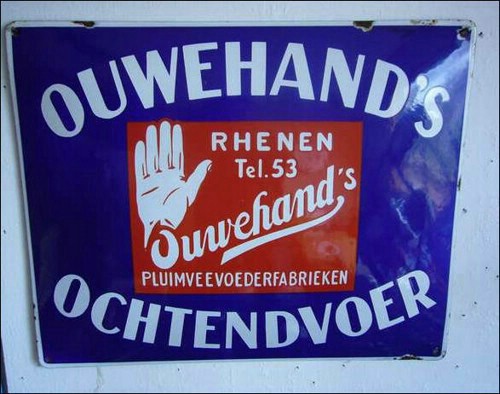 OUWEHAND'S
RHENEN
Tel. 53
Ouwehand's
PLUIMVEEVOEDERFABRIEKEN
OCHTENDVOER